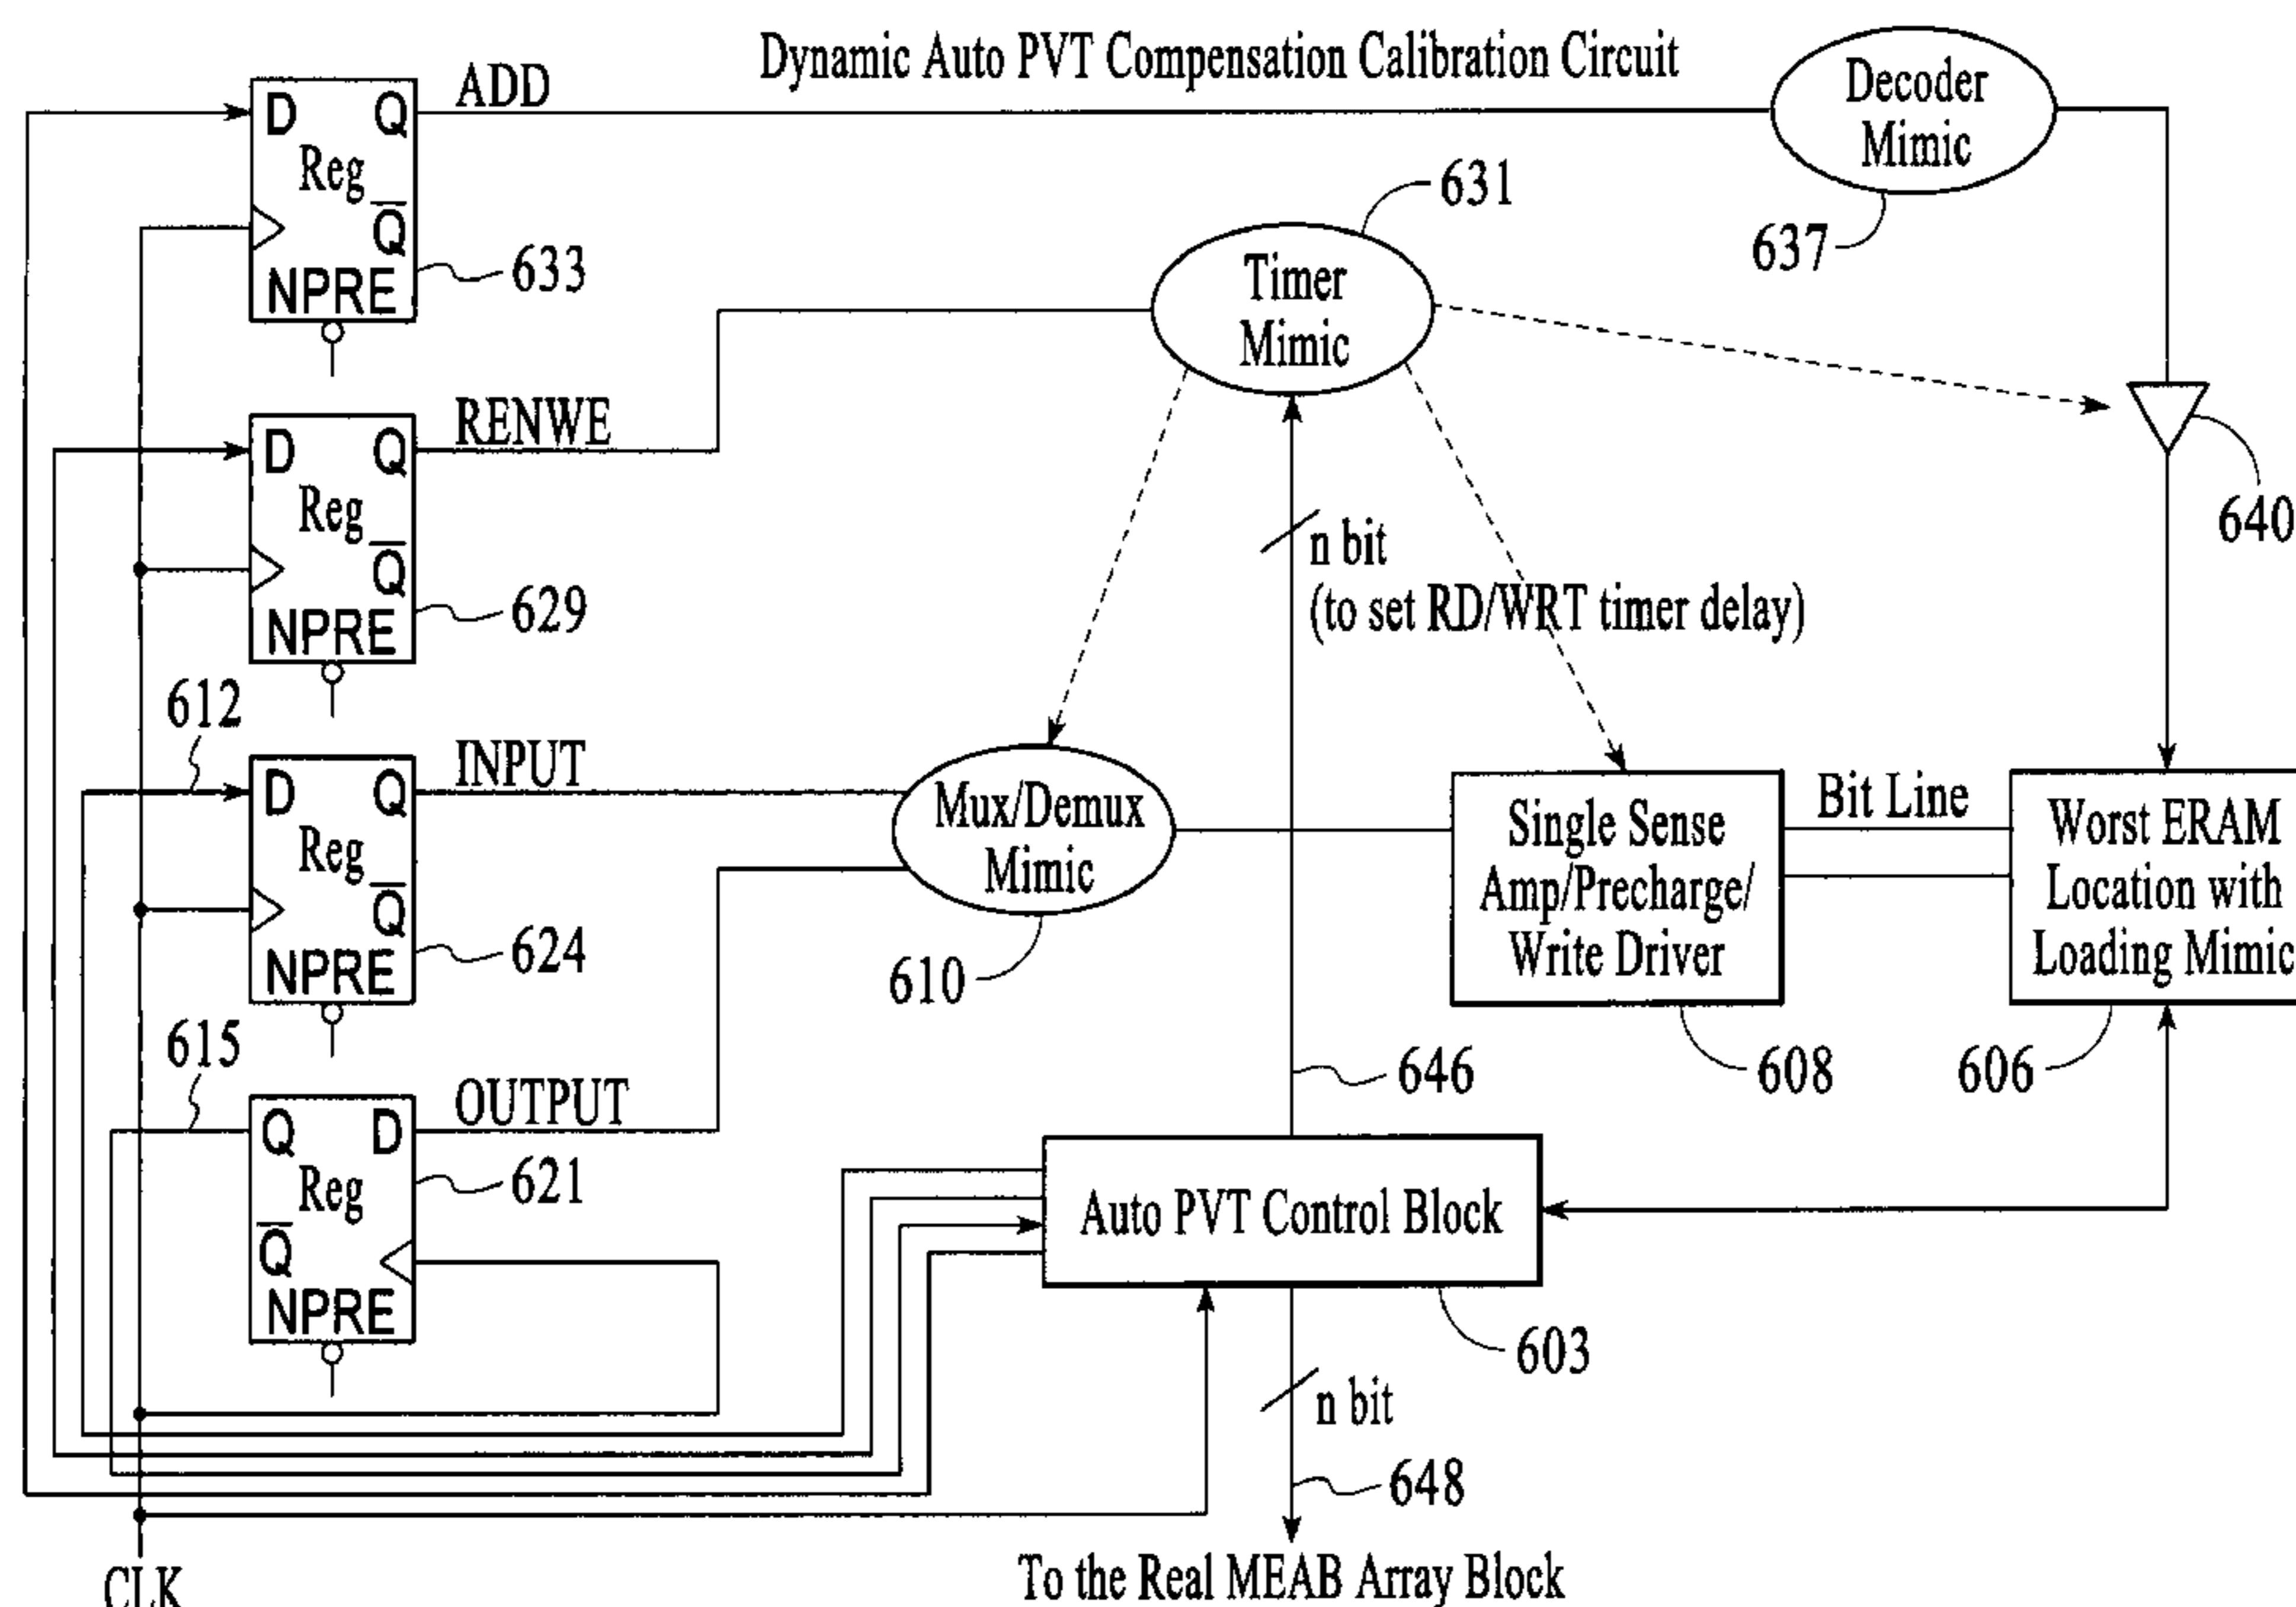 Dynamic Auto PVT Compensation Calibration Circuit
D Q
Reg
Q̅
NPRE
633
ADD
Decoder
Mimic
637
631
Timer
Mimic
640
D Q
Reg
Q̅
NPRE
629
RENWE
n bit
(to set RD/WRT timer delay)
612
D Q
Reg
Q̅
NPRE
624
INPUT
Mux/Demux
Mimic
610
Single Sense
Amp/Precharge/
Write Driver
608
Bit Line
Worst ERAM
Location with
Loading Mimic
606
615
Q D
Reg
Q̅
NPRE
621
OUTPUT
646
Auto PVT Control Block
603
n bit
648
CLK
To the Real MEAB Array Block